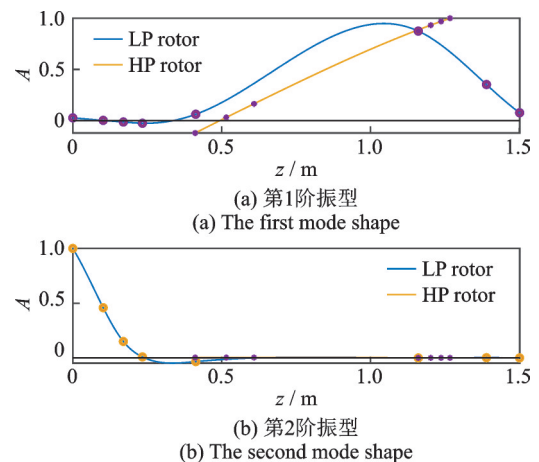 1.0
0.5
0
A
LP rotor
HP rotor
0
0.5
1.0
1.5
z / m
(a) 第1阶振型
(a) The first mode shape
1.0
0.5
0
A
LP rotor
HP rotor
0
0.5
1.0
1.5
z / m
(b) 第2阶振型
(b) The second mode shape